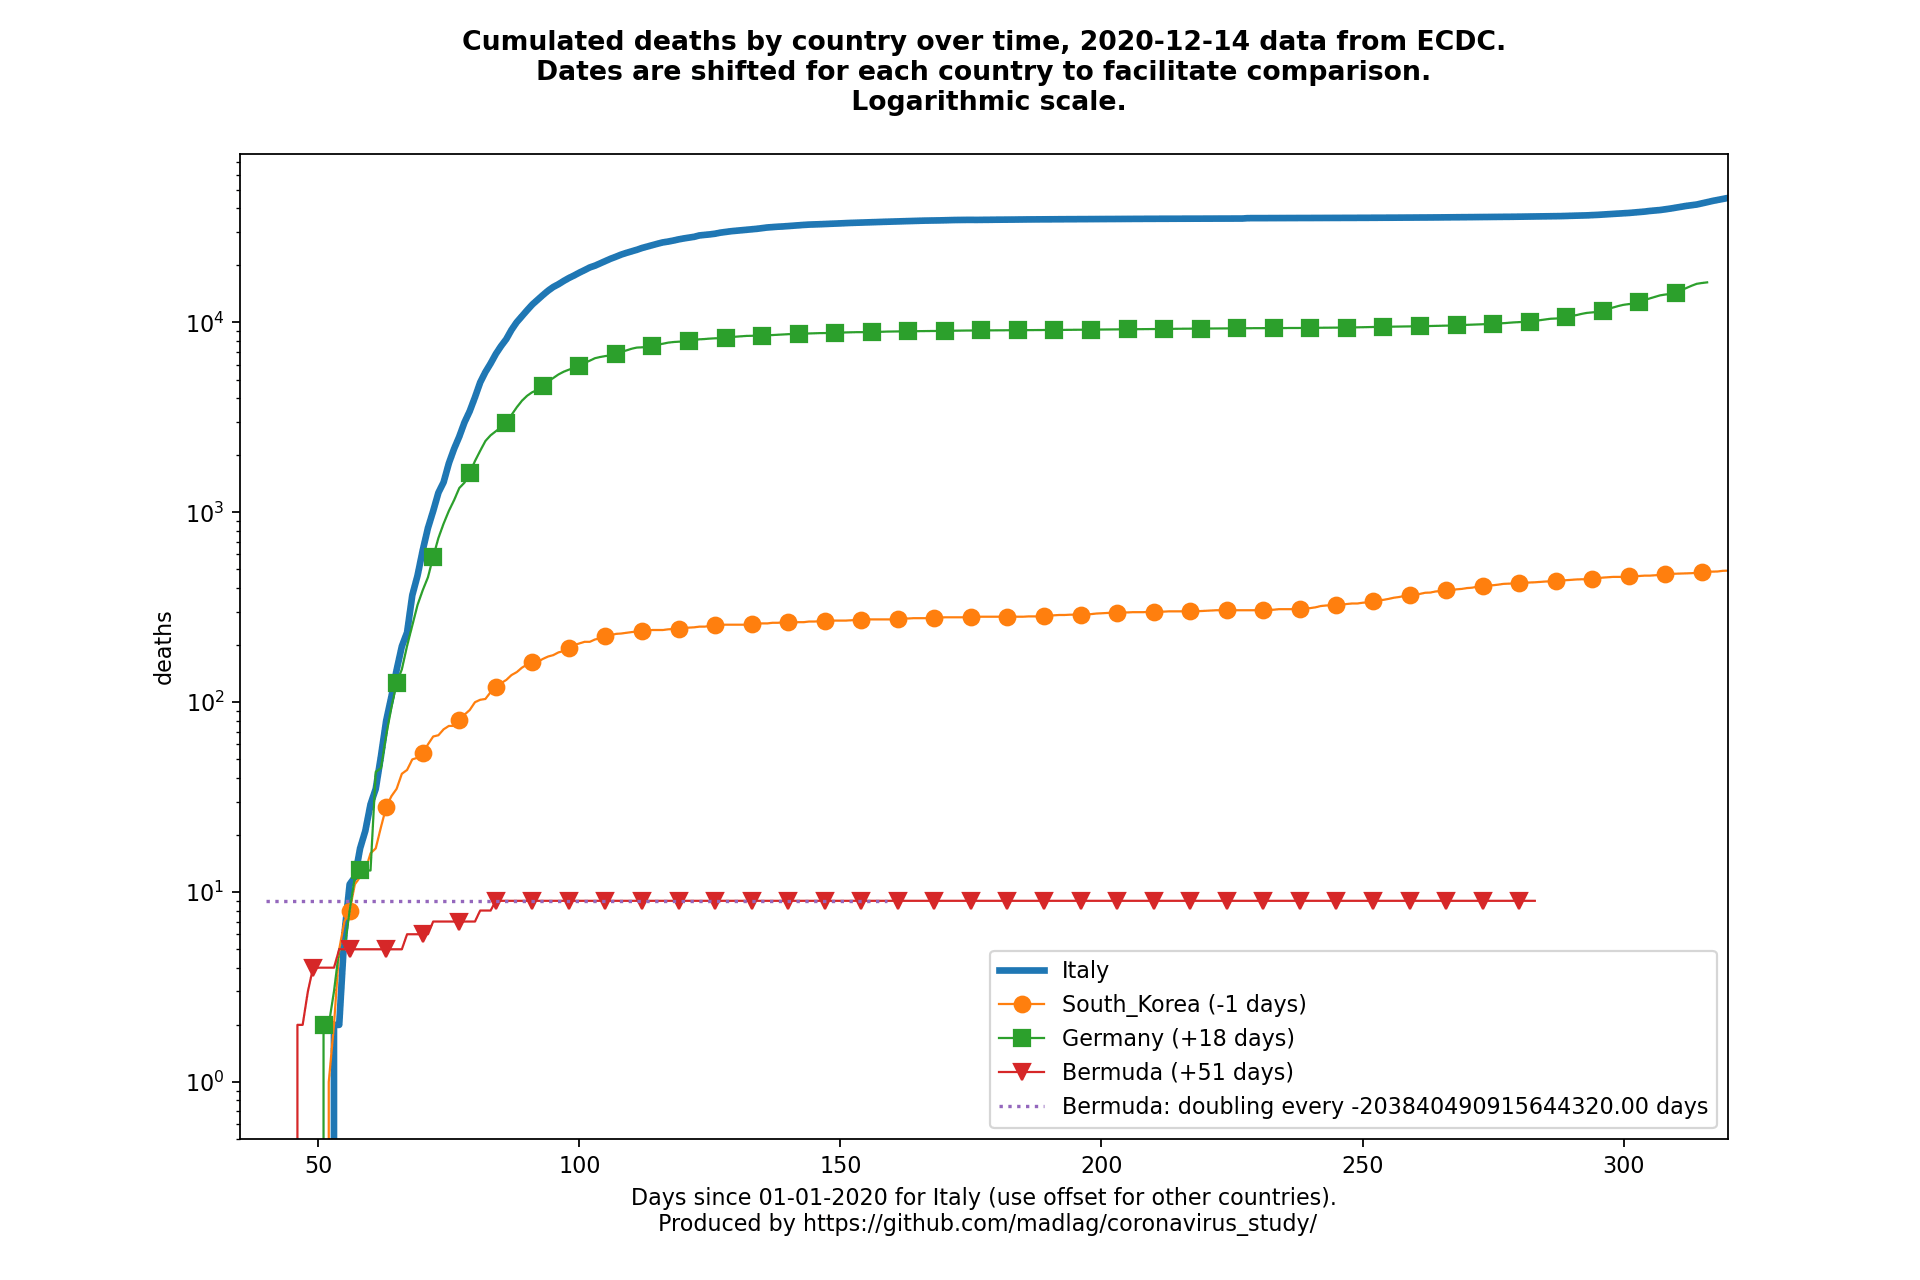 Cumulated deaths by country over time, 2020-12-14 data from ECDC.
Dates are shifted for each country to facilitate comparison.
Logarithmic scale.
deaths
10^4
10^3
10^2
10^1
10^0
Italy
South_Korea (-1 days)
Germany (+18 days)
Bermuda (+51 days)
Bermuda: doubling every -203840490915644320.00 days
50 100 150 200 250 300
Days since 01-01-2020 for Italy (use offset for other countries).
Produced by https://github.com/madlag/coronavirus_study/